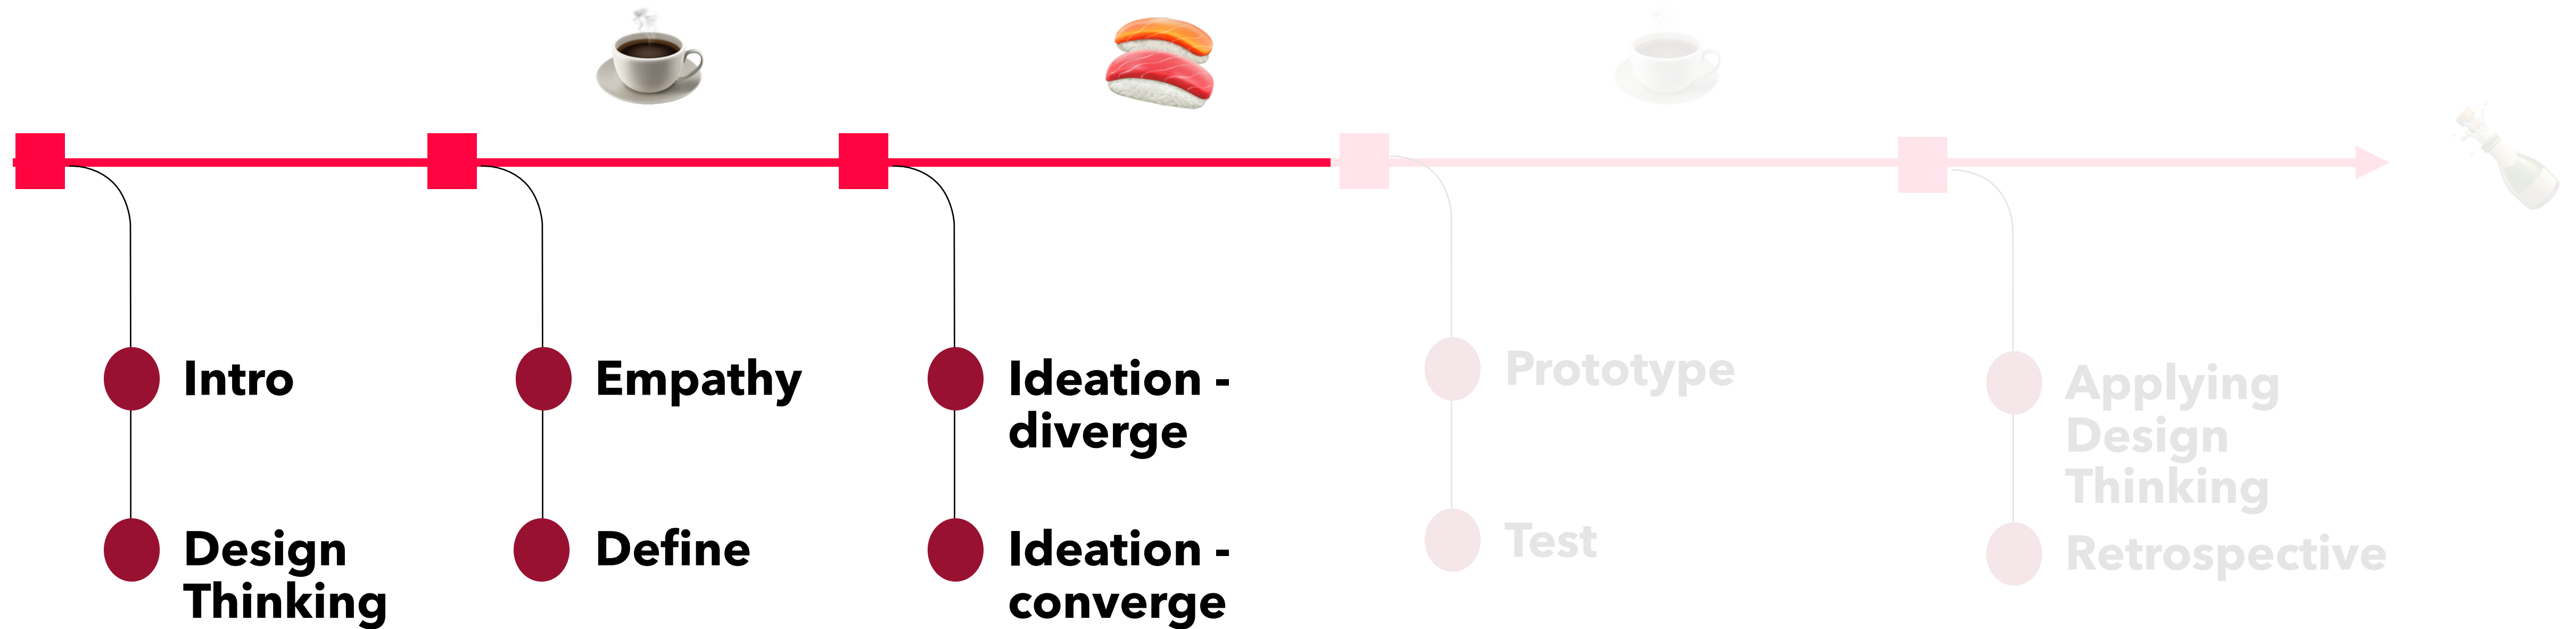 Intro
Design
Thinking
Empathy
Define
Ideation -
diverge
Ideation -
converge
Prototype
Test
Applying
Design
Thinking
Retrospective